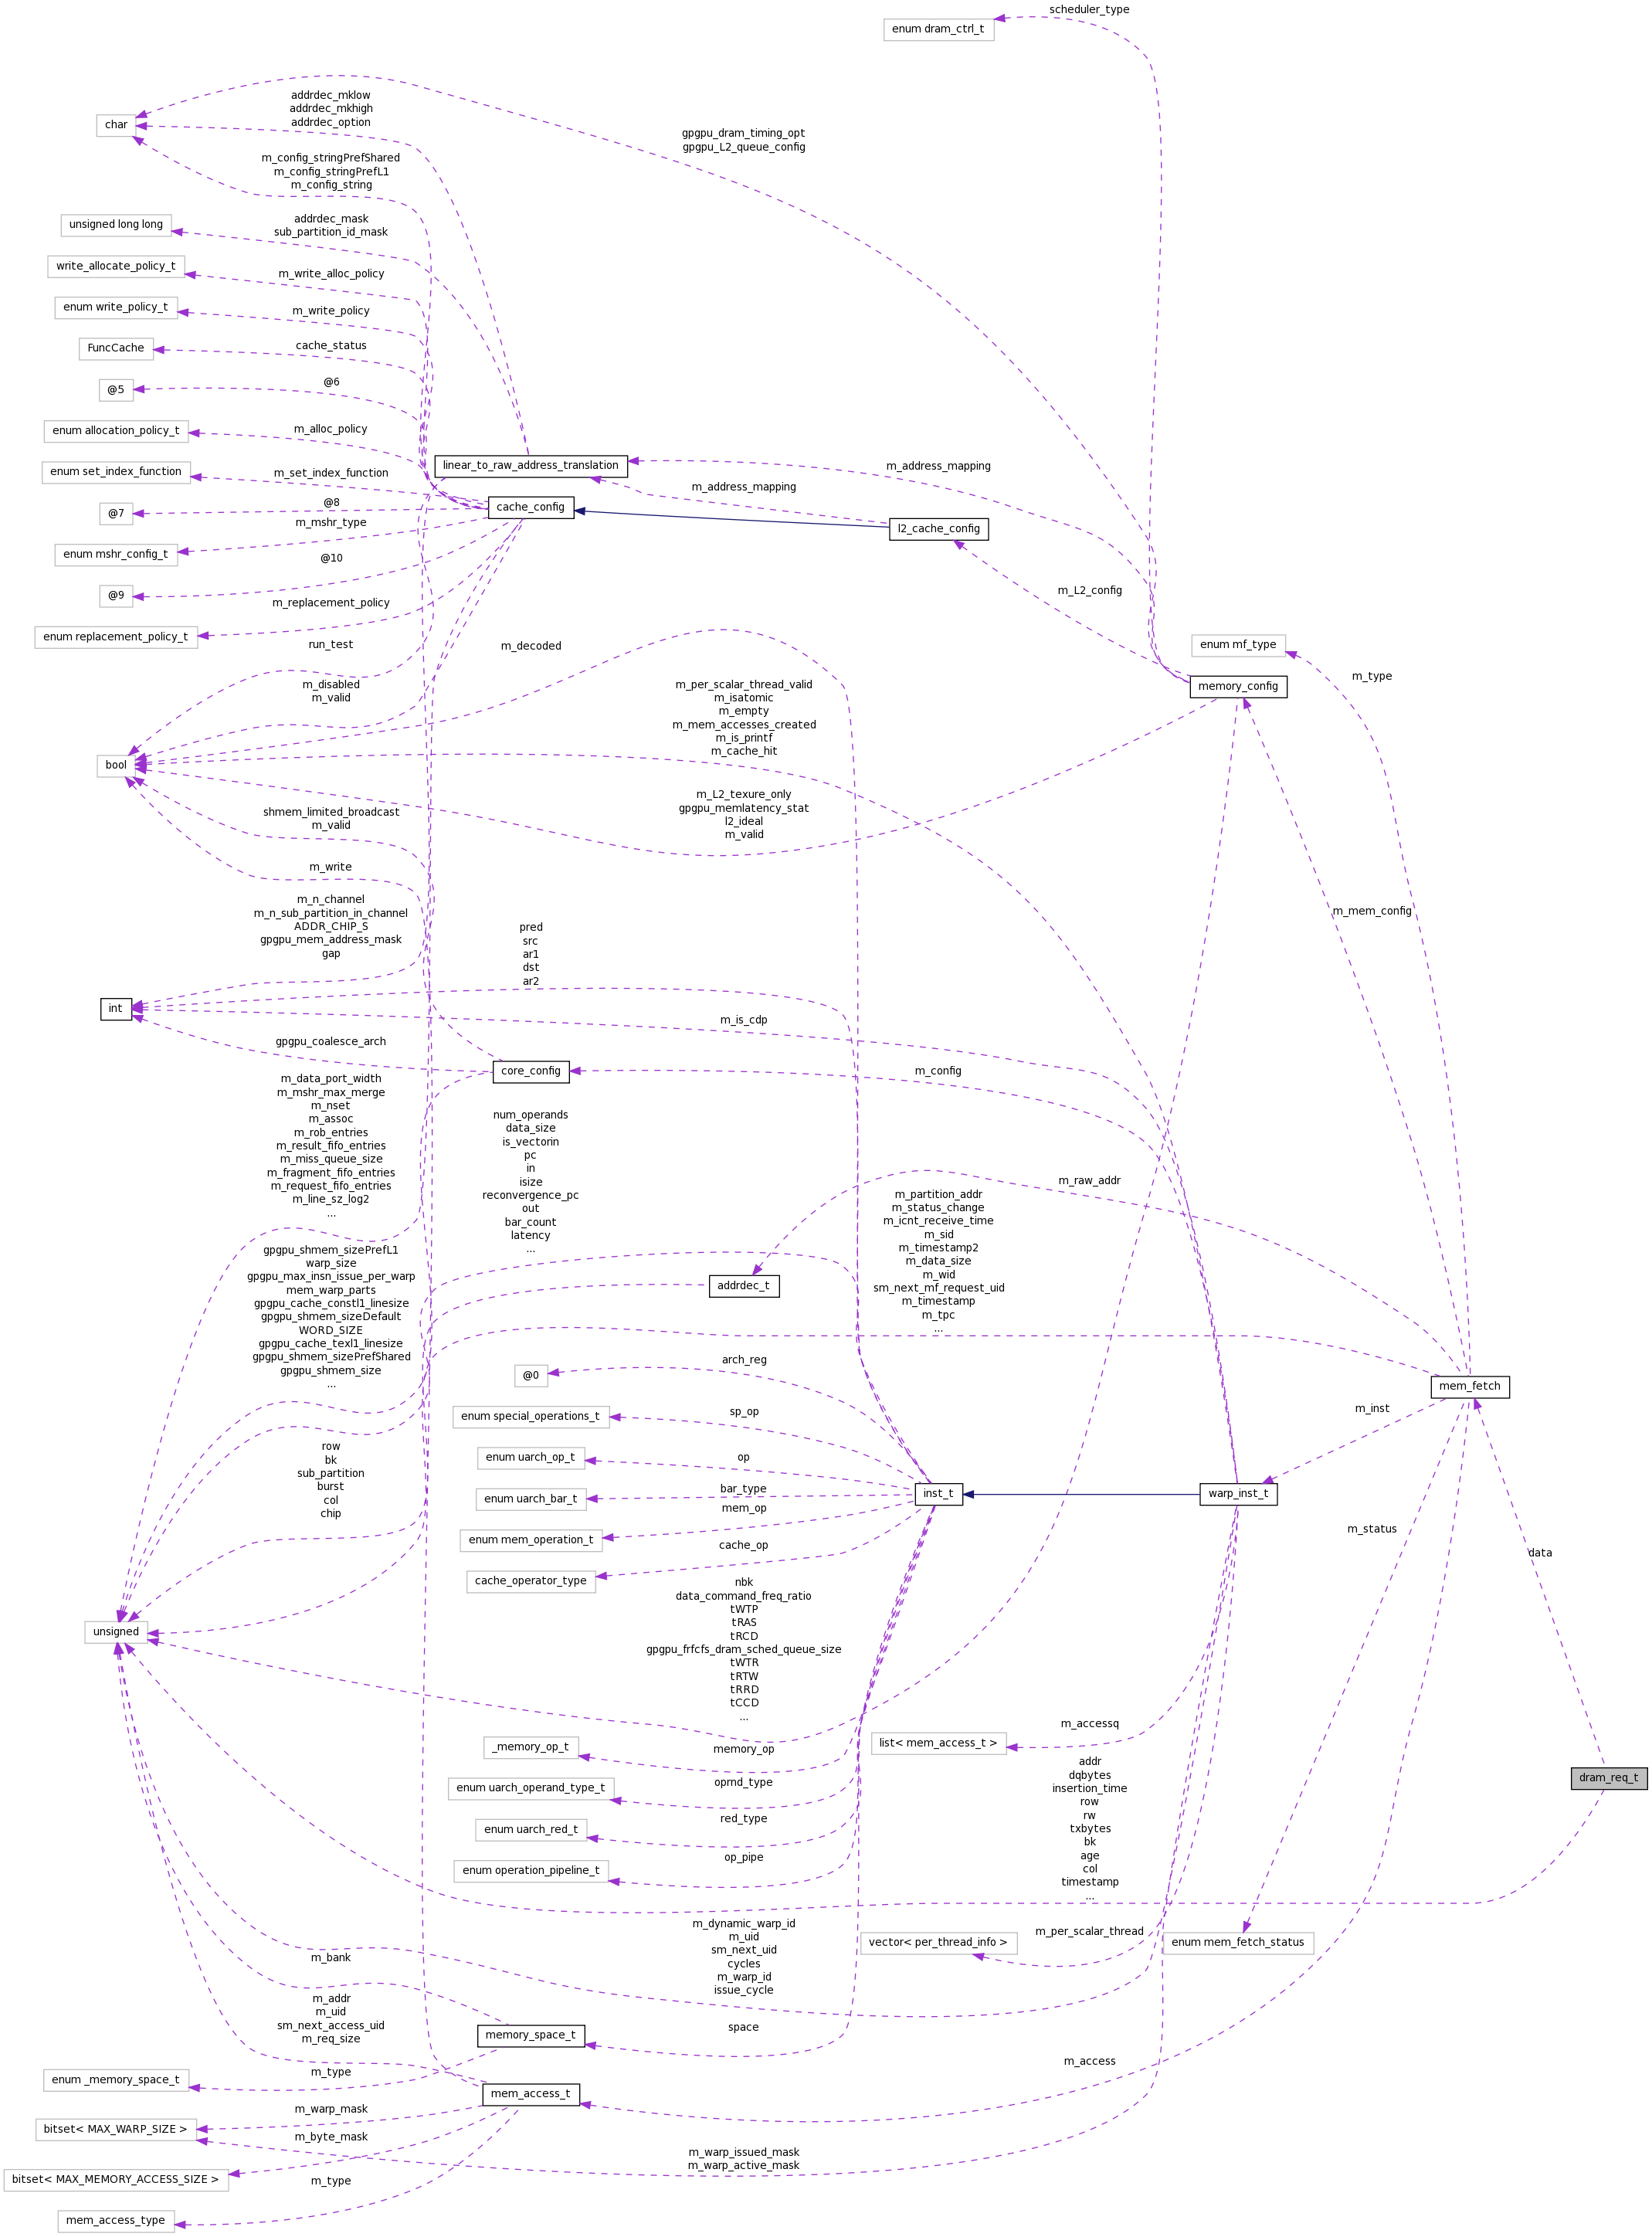 scheduler_type
enum dram_ctrl_t
addrdec_mklow
addrdec_mkhigh
addrdec_option
char
gpgpu_dram_timing_opt
gpgpu_L2_queue_config
m_config_stringPrefShared
m_config_stringPrefL1
m_config_string
unsigned long long
addrdec_mask
sub_partition_id_mask
write_allocate_policy_t
m_write_alloc_policy
enum write_policy_t
m_write_policy
FuncCache
cache_status
@5
@6
enum allocation_policy_t
m_alloc_policy
enum set_index_function
m_set_index_function
linear_to_raw_address_translation
m_address_mapping
m_address_mapping
@7
@8
cache_config
l2_cache_config
m_mshr_type
enum mshr_config_t
@10
@9
m_L2_config
m_replacement_policy
enum replacement_policy_t
run_test
m_decoded
enum mf_type
m_type
memory_config
m_disabled
m_valid
m_per_scalar_thread_valid
m_isatomic
m_empty
m_mem_accesses_created
m_is_printf
m_cache_hit
bool
shmem_limited_broadcast
m_valid
m_L2_texure_only
gpgpu_memlatency_stat
l2_ideal
m_valid
m_write
m_n_channel
m_n_sub_partition_in_channel
ADDR_CHIP_S
gpgpu_mem_address_mask
gap
m_mem_config
pred
src
ar1
dst
ar2
int
m_is_cdp
gpgpu_coalesce_arch
core_config
m_config
m_data_port_width
m_mshr_max_merge
m_nset
m_assoc
m_rob_entries
m_result_fifo_entries
m_miss_queue_size
m_fragment_fifo_entries
m_request_fifo_entries
m_line_sz_log2
...
num_operands
data_size
is_vectorin
pc
in
isize
reconvergence_pc
out
bar_count
latency
...
m_raw_addr
m_partition_addr
m_status_change
m_icnt_receive_time
m_sid
m_timestamp2
m_data_size
m_wid
sm_next_mf_request_uid
m_timestamp
m_tpc
...
gpgpu_shmem_sizePrefL1
warp_size
gpgpu_max_insn_issue_per_warp
mem_warp_parts
gpgpu_cache_constl1_linesize
gpgpu_shmem_sizeDefault
WORD_SIZE
gpgpu_cache_texl1_linesize
gpgpu_shmem_sizePrefShared
gpgpu_shmem_size
...
addrdec_t
@0
arch_reg
mem_fetch
enum special_operations_t
sp_op
m_inst
row
bk
sub_partition
burst
col
chip
enum uarch_op_t
op
enum uarch_bar_t
bar_type
inst_t
warp_inst_t
enum mem_operation_t
mem_op
m_status
cache_operator_type
cache_op
data
unsigned
nbk
data_command_freq_ratio
tWTP
tRAS
tRCD
gpgpu_frfcfs_dram_sched_queue_size
tWTR
tRTW
tRRD
tCCD
...
m_accessq
list< mem_access_t >
_memory_op_t
memory_op
dram_req_t
enum uarch_operand_type_t
oprnd_type
addr
dqbytes
insertion_time
row
rw
txbytes
bk
age
col
timestamp
...
enum uarch_red_t
red_type
enum operation_pipeline_t
op_pipe
m_dynamic_warp_id
m_uid
sm_next_uid
cycles
m_warp_id
issue_cycle
vector< per_thread_info >
m_per_scalar_thread
enum mem_fetch_status
m_bank
m_addr
m_uid
sm_next_access_uid
m_req_size
memory_space_t
space
enum _memory_space_t
m_type
m_access
mem_access_t
bitset< MAX_WARP_SIZE >
m_warp_mask
m_byte_mask
m_warp_issued_mask
m_warp_active_mask
bitset< MAX_MEMORY_ACCESS_SIZE >
m_type
mem_access_type